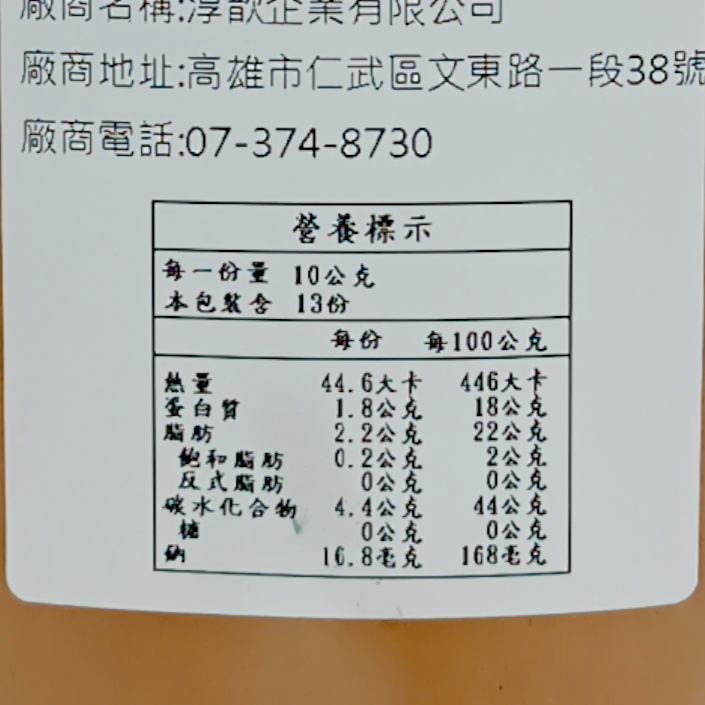 廠商名稱:淳歆企業有限公司
廠商地址:高雄市仁武區文東路一段38號
廠商電話:07-374-8730
營養標示
每一份量 10公克
本包裝含 13份
每份 每100公克
熱量 44.6大卡 446大卡
蛋白質 1.8公克 18公克
脂肪 2.2公克 22公克
飽和脂肪 0.2公克 2公克
反式脂肪 0公克 0公克
碳水化合物 4.4公克 44公克
糖 0公克 0公克
鈉 16.8毫克 168毫克